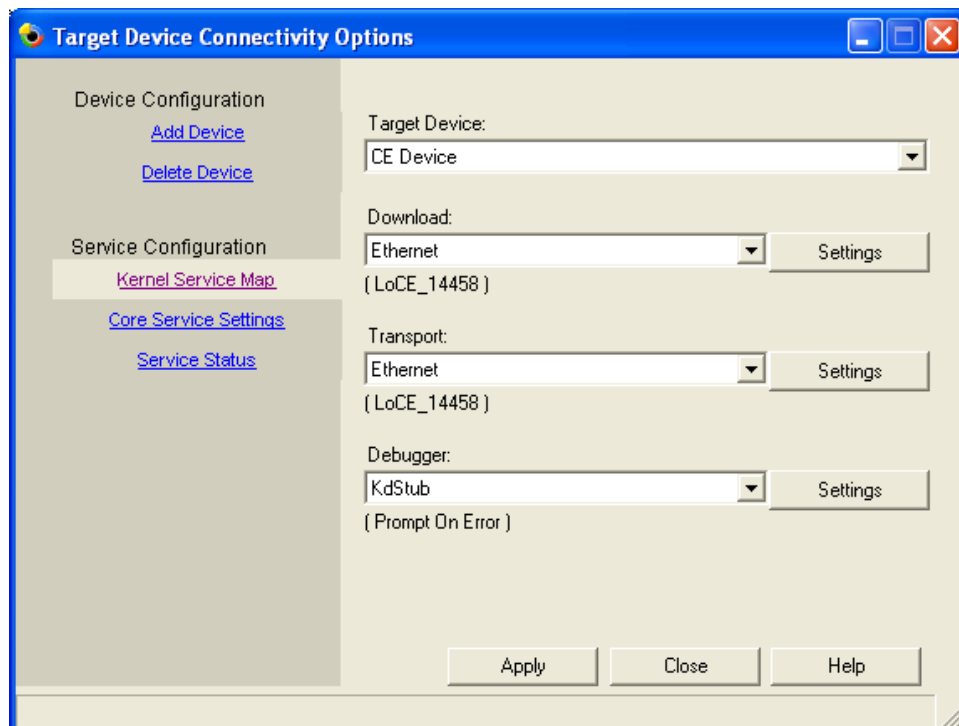 Target Device Connectivity Options
Device Configuration
Add Device
Delete Device
Service Configuration
Kernel Service Map
Core Service Settings
Service Status
Target Device:
CE Device
Download:
Ethernet
Settings
( LoCE_14458 )
Transport:
Ethernet
Settings
( LoCE_14458 )
Debugger:
KdStub
Settings
( Prompt On Error )
Apply
Close
Help